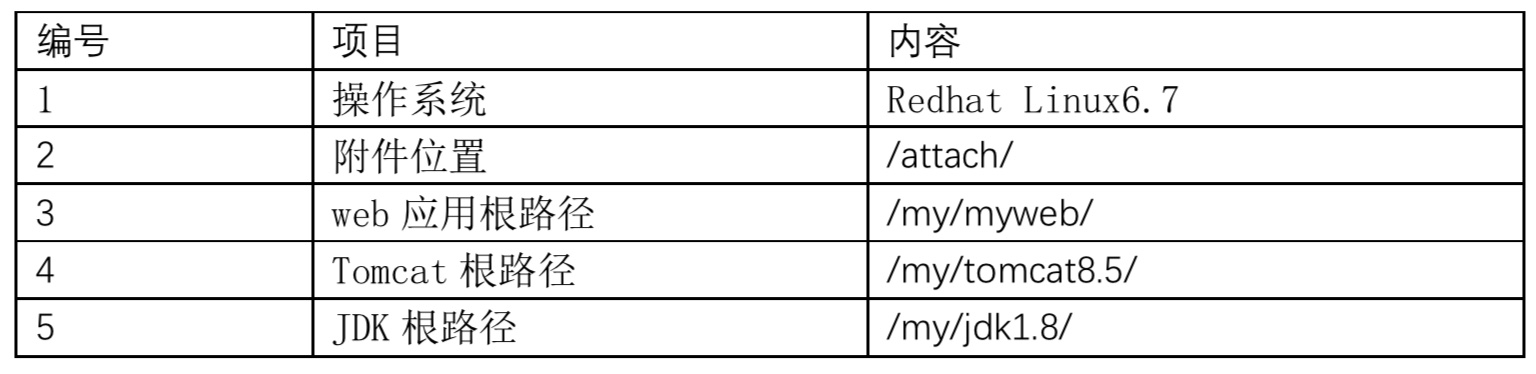 编号 项目 内容
1 操作系统 Redhat Linux6.7
2 附件位置 /attach/
3 web 应用根路径 /my/myweb/
4 Tomcat 根路径 /my/tomcat8.5/
5 JDK 根路径 /my/jdk1.8/